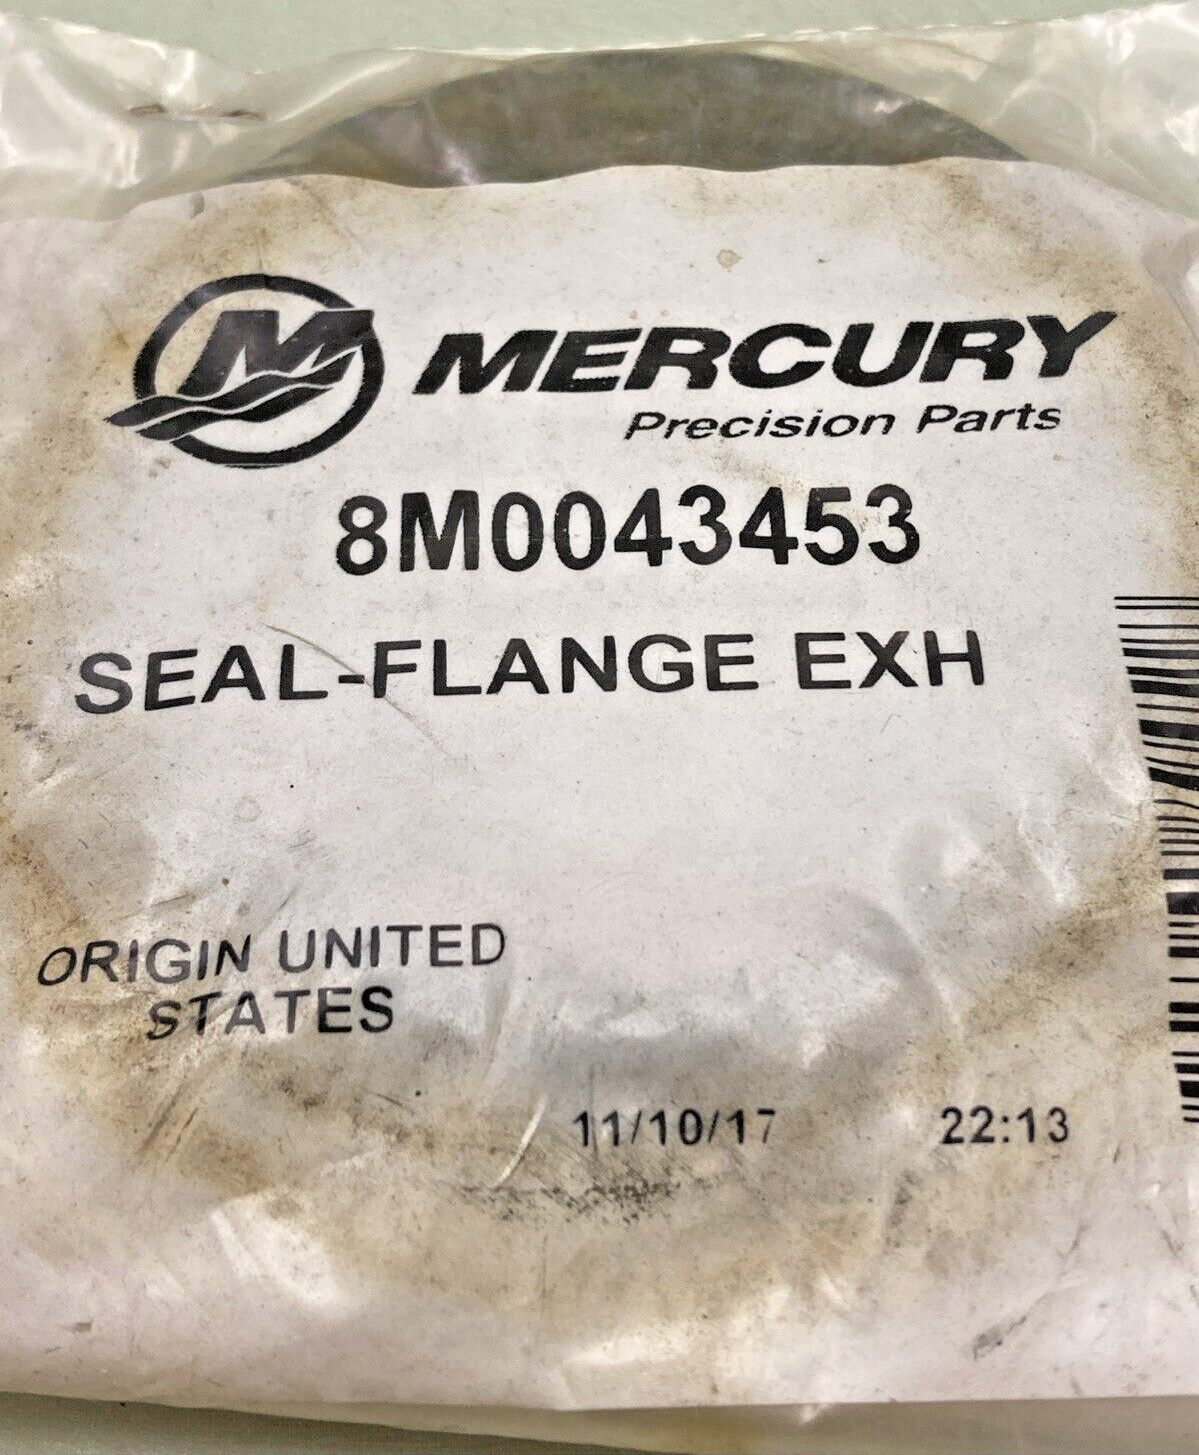 M MERCURY
Precision Parts
8M0043453
SEAL-FLANGE EXH
ORIGIN UNITED
STATES
11/10/17 22:13